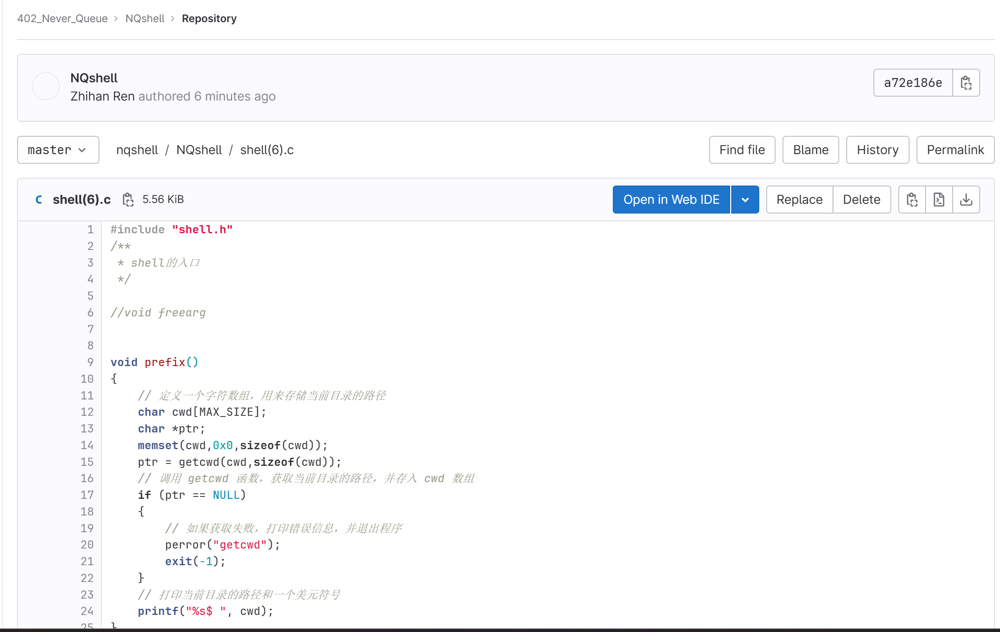 402_Never_Queue > NQshell > Repository
NQshell
Zhihan Ren authored 6 minutes ago
a72e186e
master
nqshell / NQshell / shell(6).c
Find file
Blame
History
Permalink
C shell(6).c 5.56 KiB
Open in Web IDE
Replace
Delete
1 #include "shell.h"
2 /**
3  * shell的入口
4  */
5
6 //void freearg
7
8
9 void prefix()
10 {
11     // 定义一个字符数组，用来存储当前目录的路径
12     char cwd[MAX_SIZE];
13     char *ptr;
14     memset(cwd,0x0,sizeof(cwd));
15     ptr = getcwd(cwd,sizeof(cwd));
16     // 调用 getcwd 函数，获取当前目录的路径，并存入 cwd 数组
17     if (ptr == NULL)
18     {
19         // 如果获取失败，打印错误信息，并退出程序
20         perror("getcwd");
21         exit(-1);
22     }
23     // 打印当前目录的路径和一个美元符号
24     printf("%s$ ", cwd);
25 }